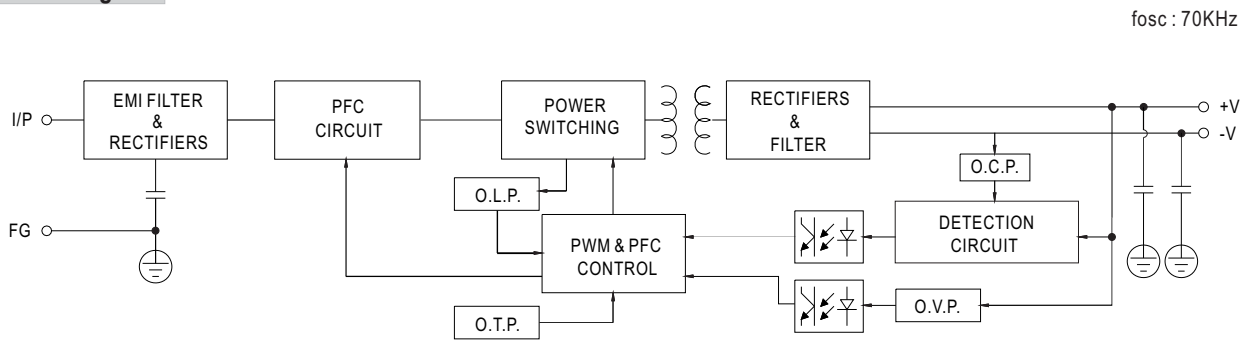 fosc : 70KHz
I/P
EMI FILTER
&
RECTIFIERS
PFC
CIRCUIT
POWER
SWITCHING
RECTIFIERS
&
FILTER
+V
-V
O.C.P.
O.L.P.
DETECTION
CIRCUIT
FG
PWM & PFC
CONTROL
O.T.P.
O.V.P.